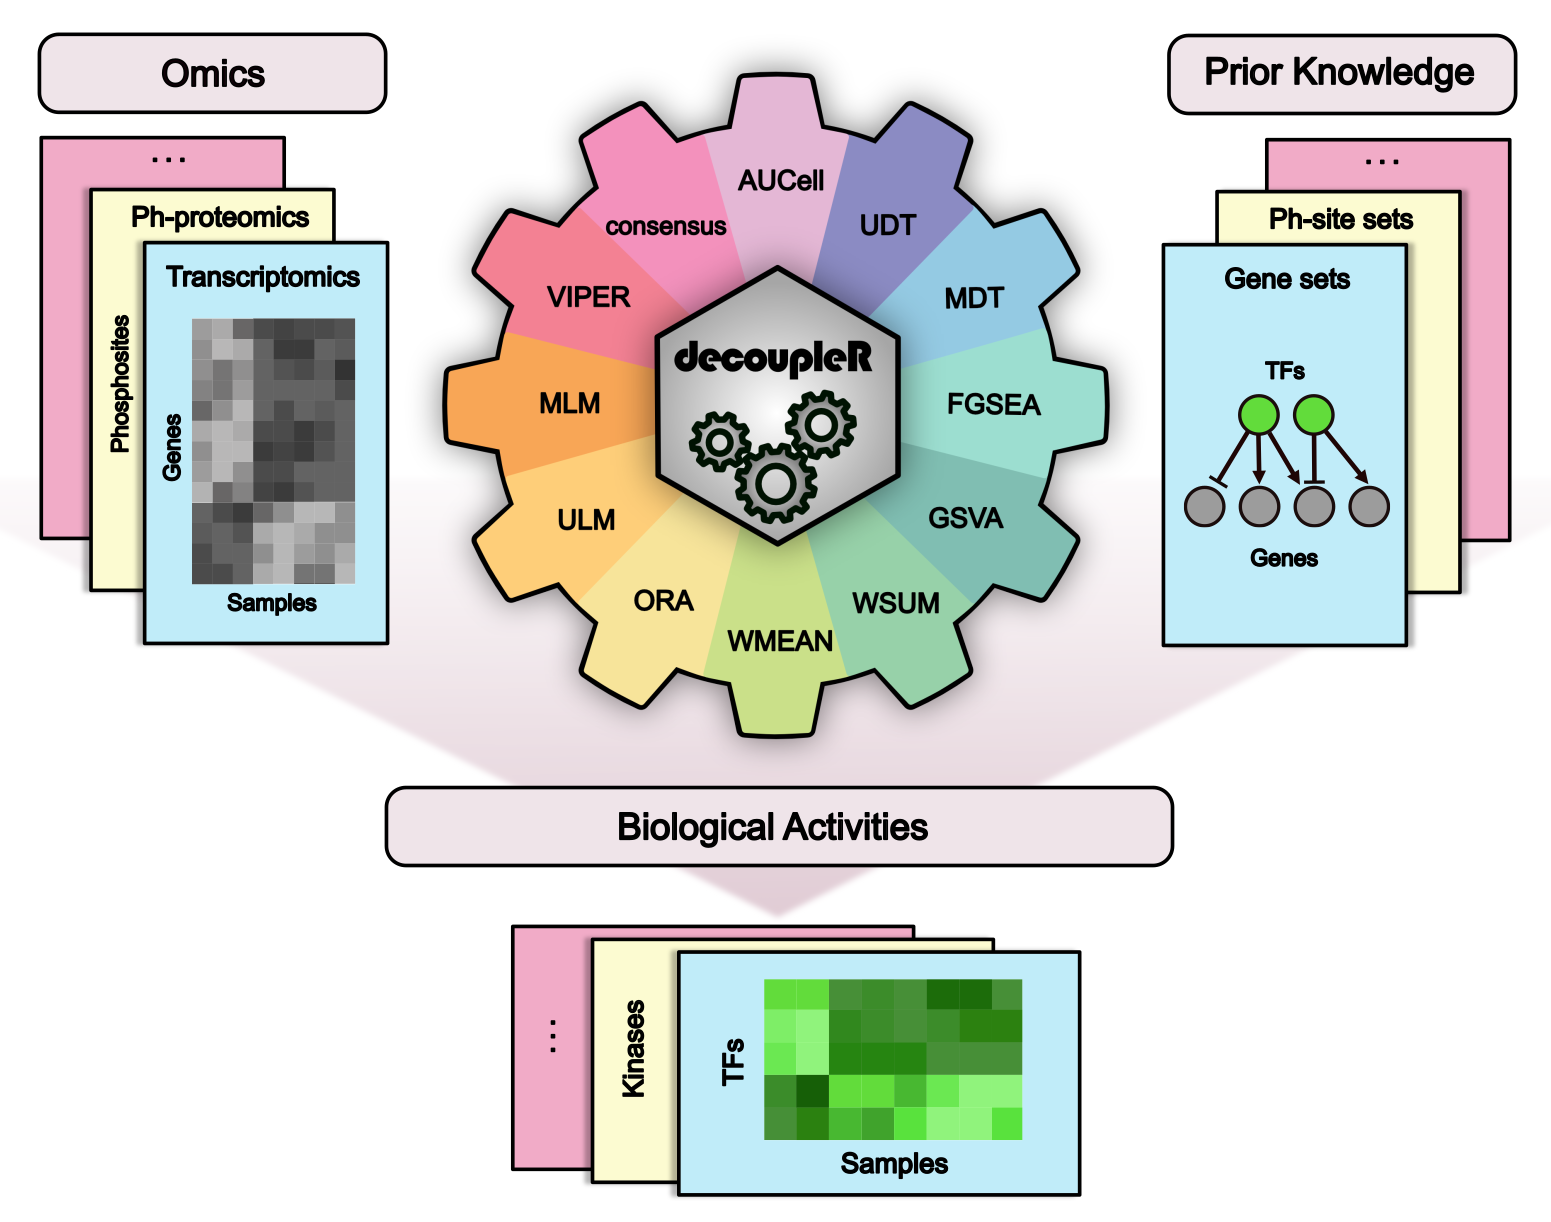 Omics
...
Ph-proteomics
Phosphosites
Transcriptomics
Genes
Samples
AUCell
UDT
MDT
FGSEA
GSVA
WSUM
WMEAN
ORA
ULM
MLM
VIPER
consensus
decoupleR
Prior Knowledge
...
Ph-site sets
Gene sets
TFs
Genes
Biological Activities
...
Kinases
TFs
Samples